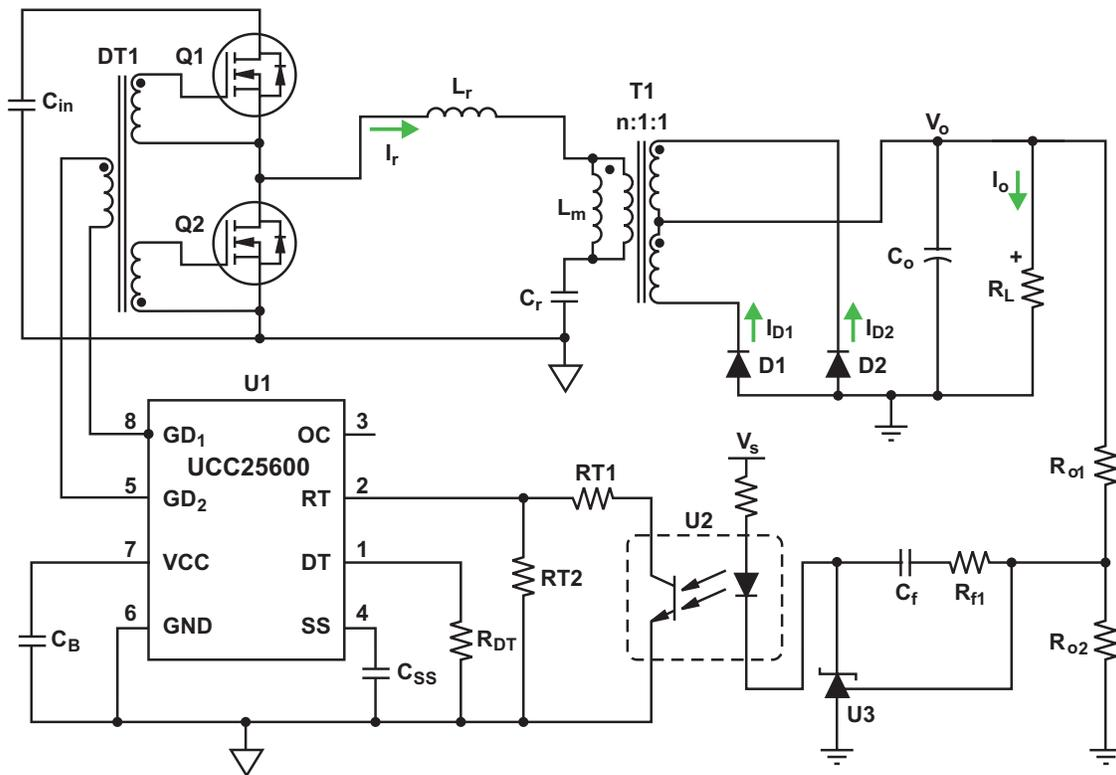 DT1
Q1
C_in
Q2
L_r
I_r
T1
n:1:1
L_m
C_r
V_o
I_o
C_o
+
R_L
I_D1
I_D2
D1
D2
U1
8
GD_1
OC
3
UCC25600
5
GD_2
RT
2
7
VCC
DT
1
6
GND
SS
4
C_B
C_SS
R_DT
RT2
RT1
V_s
U2
C_f
R_f1
U3
R_o1
R_o2